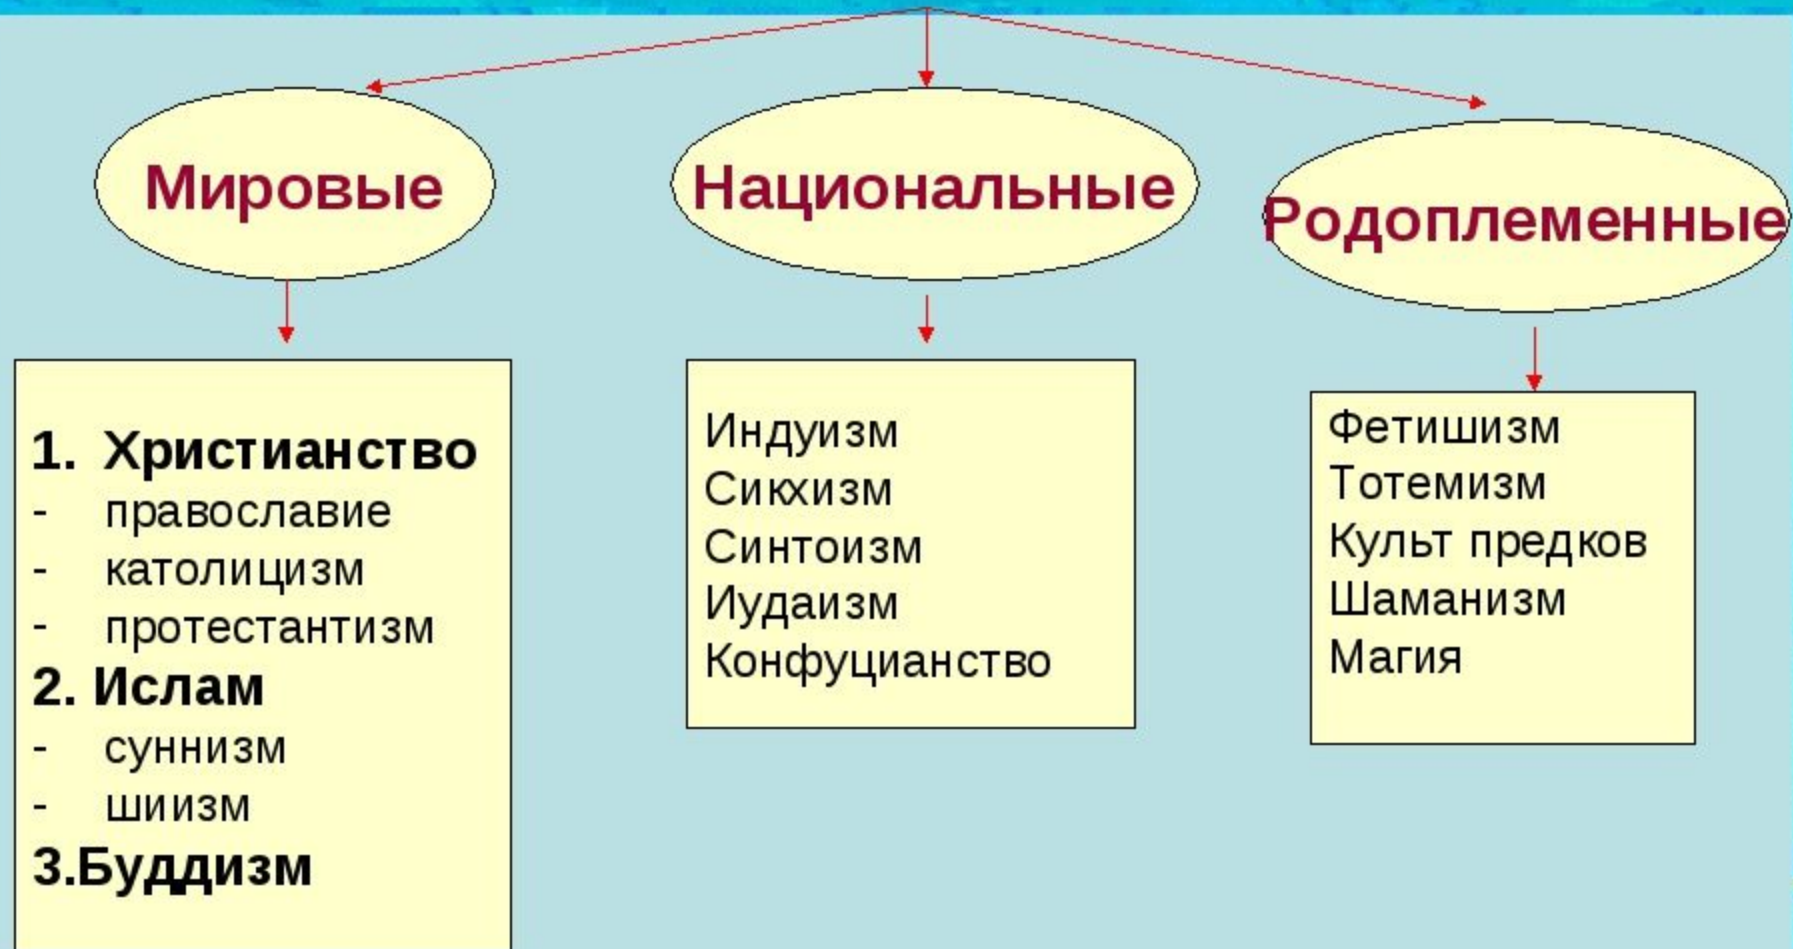 Мировые
Национальные
Родоплеменные
1. Христианство
- православие
- католицизм
- протестантизм
2. Ислам
- суннизм
- шиизм
3.Буддизм
Индуизм
Сикхизм
Синтоизм
Иудаизм
Конфуцианство
Фетишизм
Тотемизм
Культ предков
Шаманизм
Магия